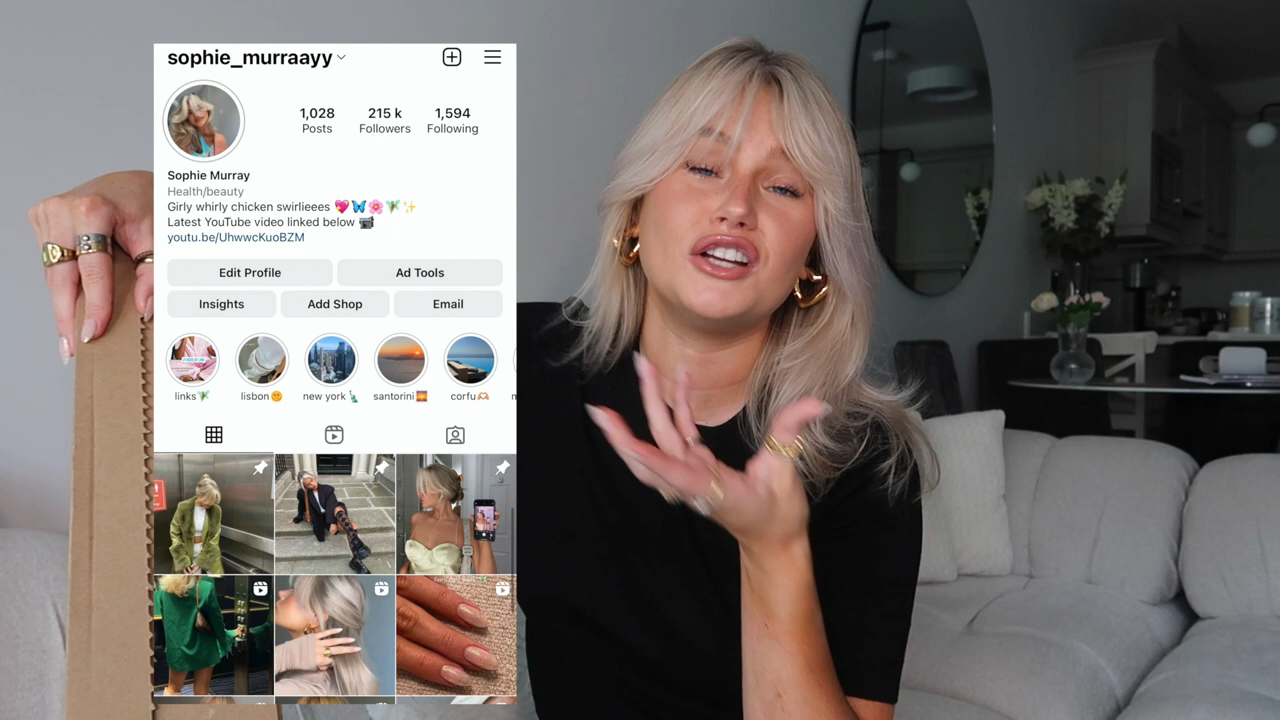 sophie_murraayy
1,028 215 k 1,594
Posts Followers Following
Sophie Murray
Health/beauty
Girly whirly chicken swirlieees 💖🦋🌸🧚✨
Latest YouTube video linked below 📹
youtu.be/UhwwcKuoBZM
Edit Profile Ad Tools
Insights Add Shop Email
links🧚 lisbon🌞 new york🗽 santorini🌇 corfu🫶